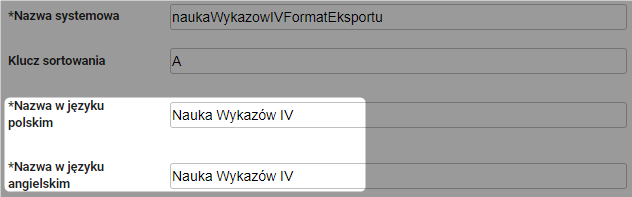 *Nazwa systemowa naukaWykazowIVFormatEksportu
Klucz sortowania A
*Nazwa w języku
polskim Nauka Wykazów IV
*Nazwa w języku
angielskim Nauka Wykazów IV